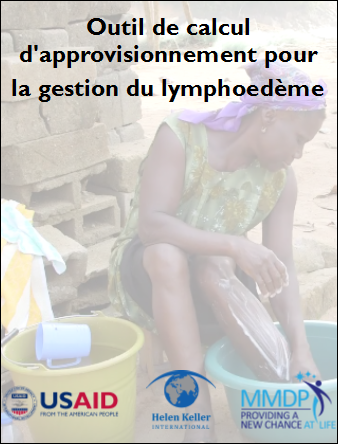 Outil de calcul
d'approvisionnement pour
la gestion du lymphoedème
USAID
FROM THE AMERICAN PEOPLE
Helen Keller
INTERNATIONAL
MMDP
PROVIDING A
NEW CHANCE AT LIFE